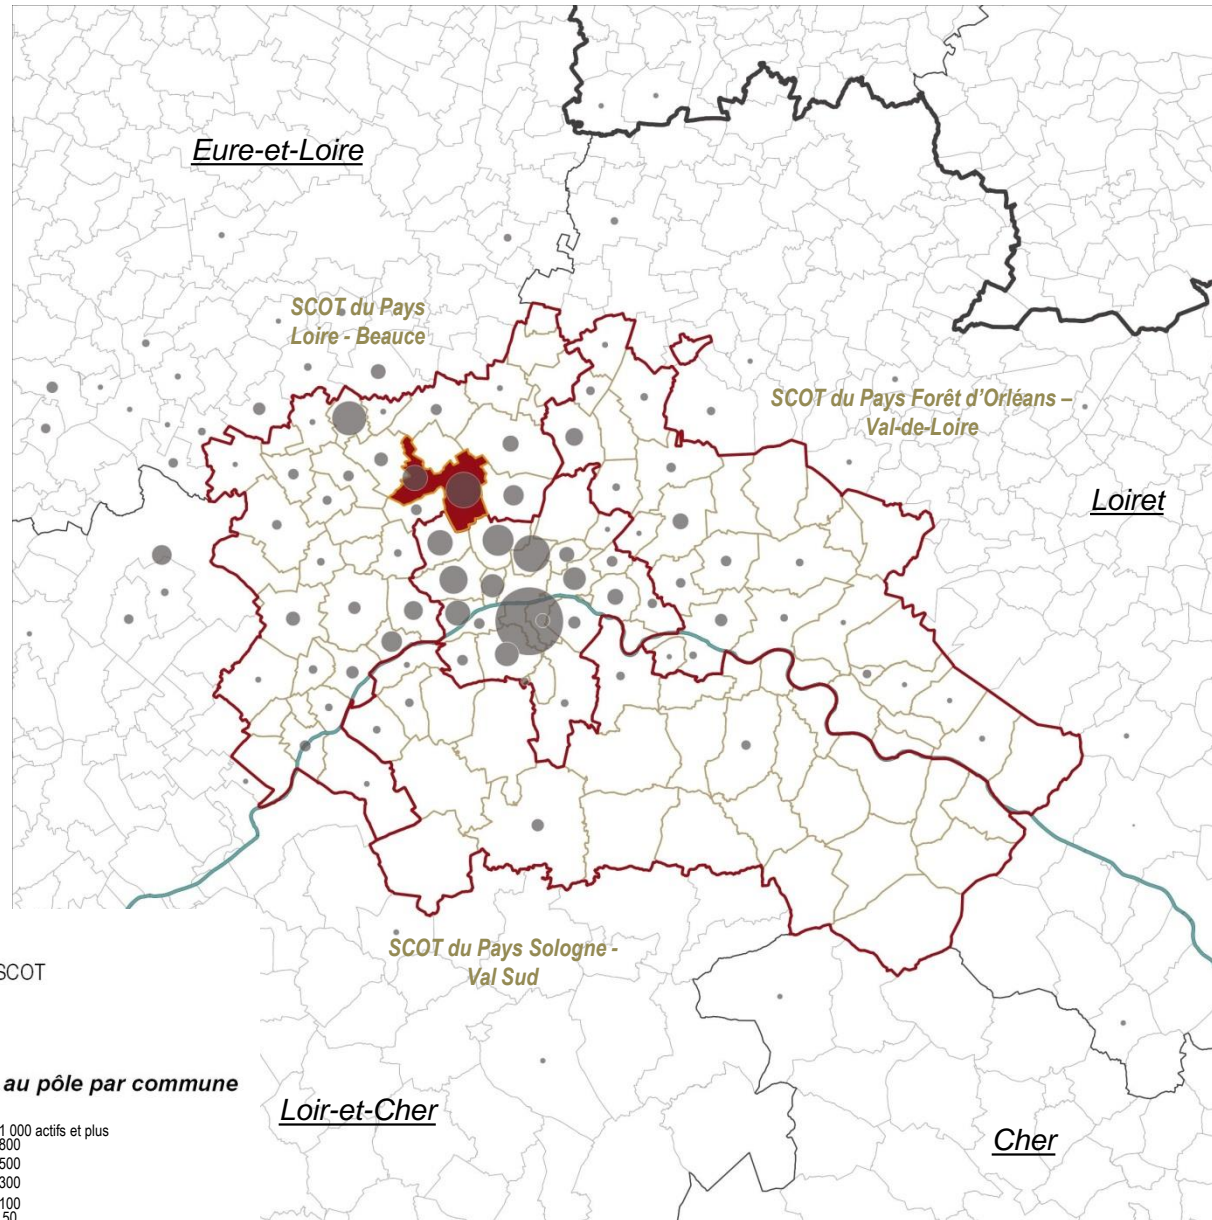 Eure-et-Loire
SCOT du Pays
Loire - Beauce
SCOT du Pays Forêt d'Orléans –
Val-de-Loire
Loiret
SCOT du Pays Sologne -
Val Sud
SCOT
au pôle par commune
1 000 actifs et plus
800
500
300
100
50
Loir-et-Cher
Cher